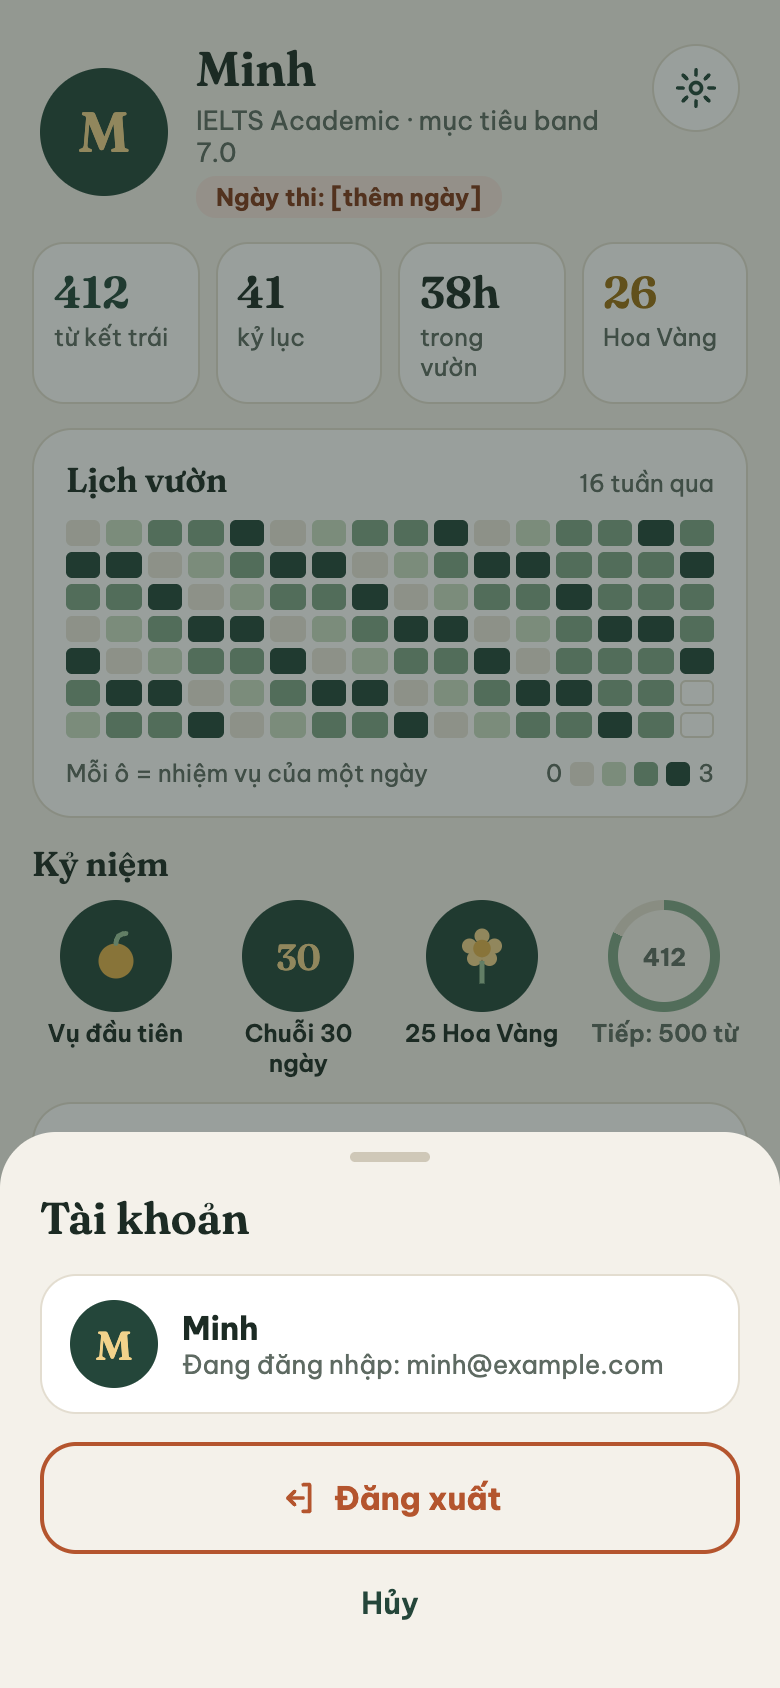 M
Minh
IELTS Academic · mục tiêu band
7.0
Ngày thi: [thêm ngày]
412
từ kết trái
41
kỷ lục
38h
trong
vườn
26
Hoa Vàng
Lịch vườn
16 tuần qua
Mỗi ô = nhiệm vụ của một ngày
0
3
Kỷ niệm
30
412
Vụ đầu tiên
Chuỗi 30
ngày
25 Hoa Vàng
Tiếp: 500 từ
Tài khoản
M
Minh
Đang đăng nhập: minh@example.com
Đăng xuất
Hủy